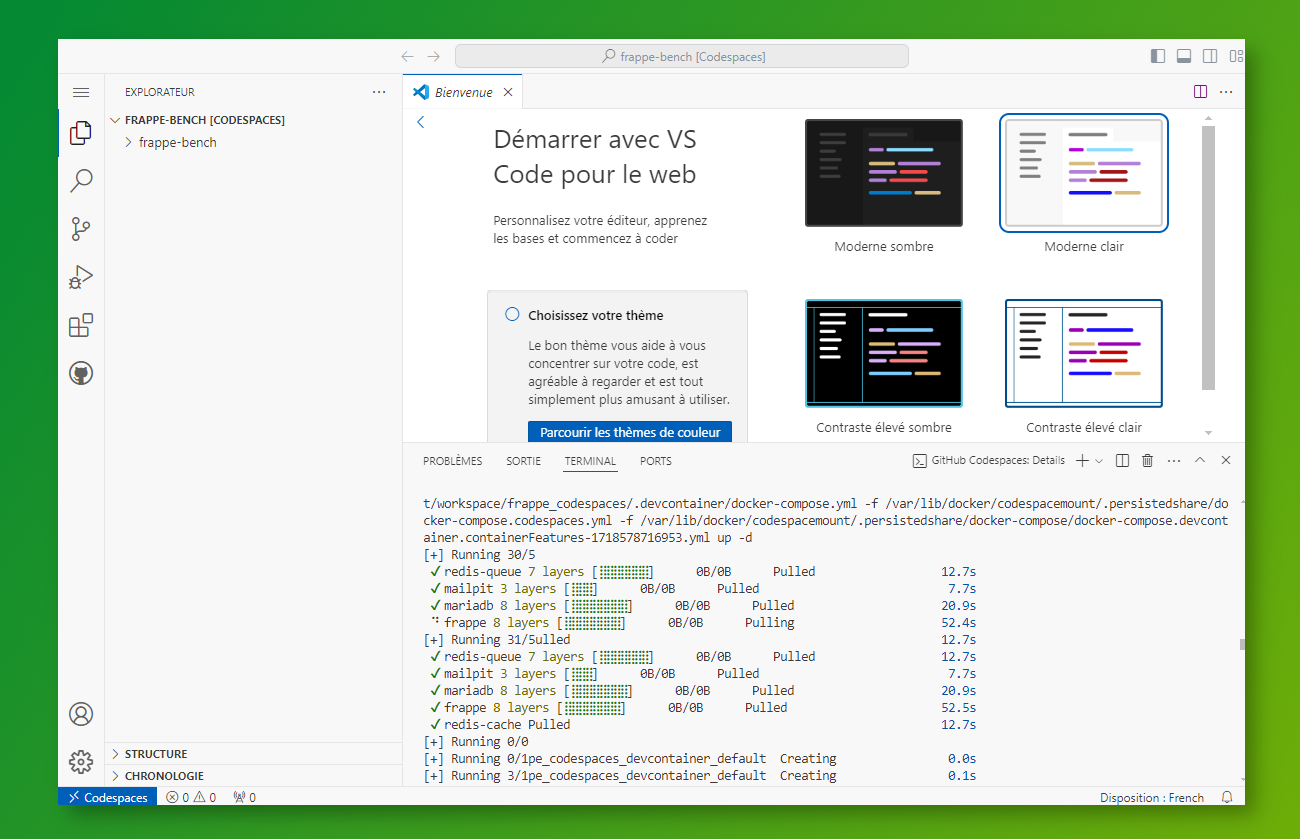 frappe-bench [Codespaces]
EXPLORATEUR
FRAPPE-BENCH [CODESPACES]
frappe-bench
STRUCTURE
CHRONOLOGIE
Bienvenue
Démarrer avec VS
Code pour le web
Personnalisez votre éditeur, apprenez
les bases et commencez à coder
Choisissez votre thème
Le bon thème vous aide à vous
concentrer sur votre code, est
agréable à regarder et est tout
simplement plus amusant à utiliser.
Parcourir les thèmes de couleur
Moderne sombre
Moderne clair
Contraste élevé sombre
Contraste élevé clair
PROBLÈMES SORTIE TERMINAL PORTS
GitHub Codespaces: Details
t/workspace/frappe_codespaces/.devcontainer/docker-compose.yml -f /var/lib/docker/codespacemount/.persistedshare/do
cker-compose.codespaces.yml -f /var/lib/docker/codespacemount/.persistedshare/docker-compose/docker-compose.devcont
ainer.containerFeatures-1718578716953.yml up -d
[+] Running 30/5
✓ redis-queue 7 layers [⣿⣿⣿⣿⣿⣿⣿] 0B/0B Pulled 12.7s
✓ mailpit 3 layers [⣿⣿⣿] 0B/0B Pulled 7.7s
✓ mariadb 8 layers [⣿⣿⣿⣿⣿⣿⣿⣿] 0B/0B Pulled 20.9s
⠙ frappe 8 layers [⣿⣿⣿⣿⣿⣿⣿⣿] 0B/0B Pulling 52.4s
[+] Running 31/5ulled 12.7s
✓ redis-queue 7 layers [⣿⣿⣿⣿⣿⣿⣿] 0B/0B Pulled 12.7s
✓ mailpit 3 layers [⣿⣿⣿] 0B/0B Pulled 7.7s
✓ mariadb 8 layers [⣿⣿⣿⣿⣿⣿⣿⣿] 0B/0B Pulled 20.9s
✓ frappe 8 layers [⣿⣿⣿⣿⣿⣿⣿⣿] 0B/0B Pulled 52.5s
✓ redis-cache Pulled 12.7s
[+] Running 0/0
[+] Running 0/1pe_codespaces_devcontainer_default Creating 0.0s
[+] Running 3/1pe_codespaces_devcontainer_default Creating 0.1s
Codespaces 0 0 0 Disposition : French